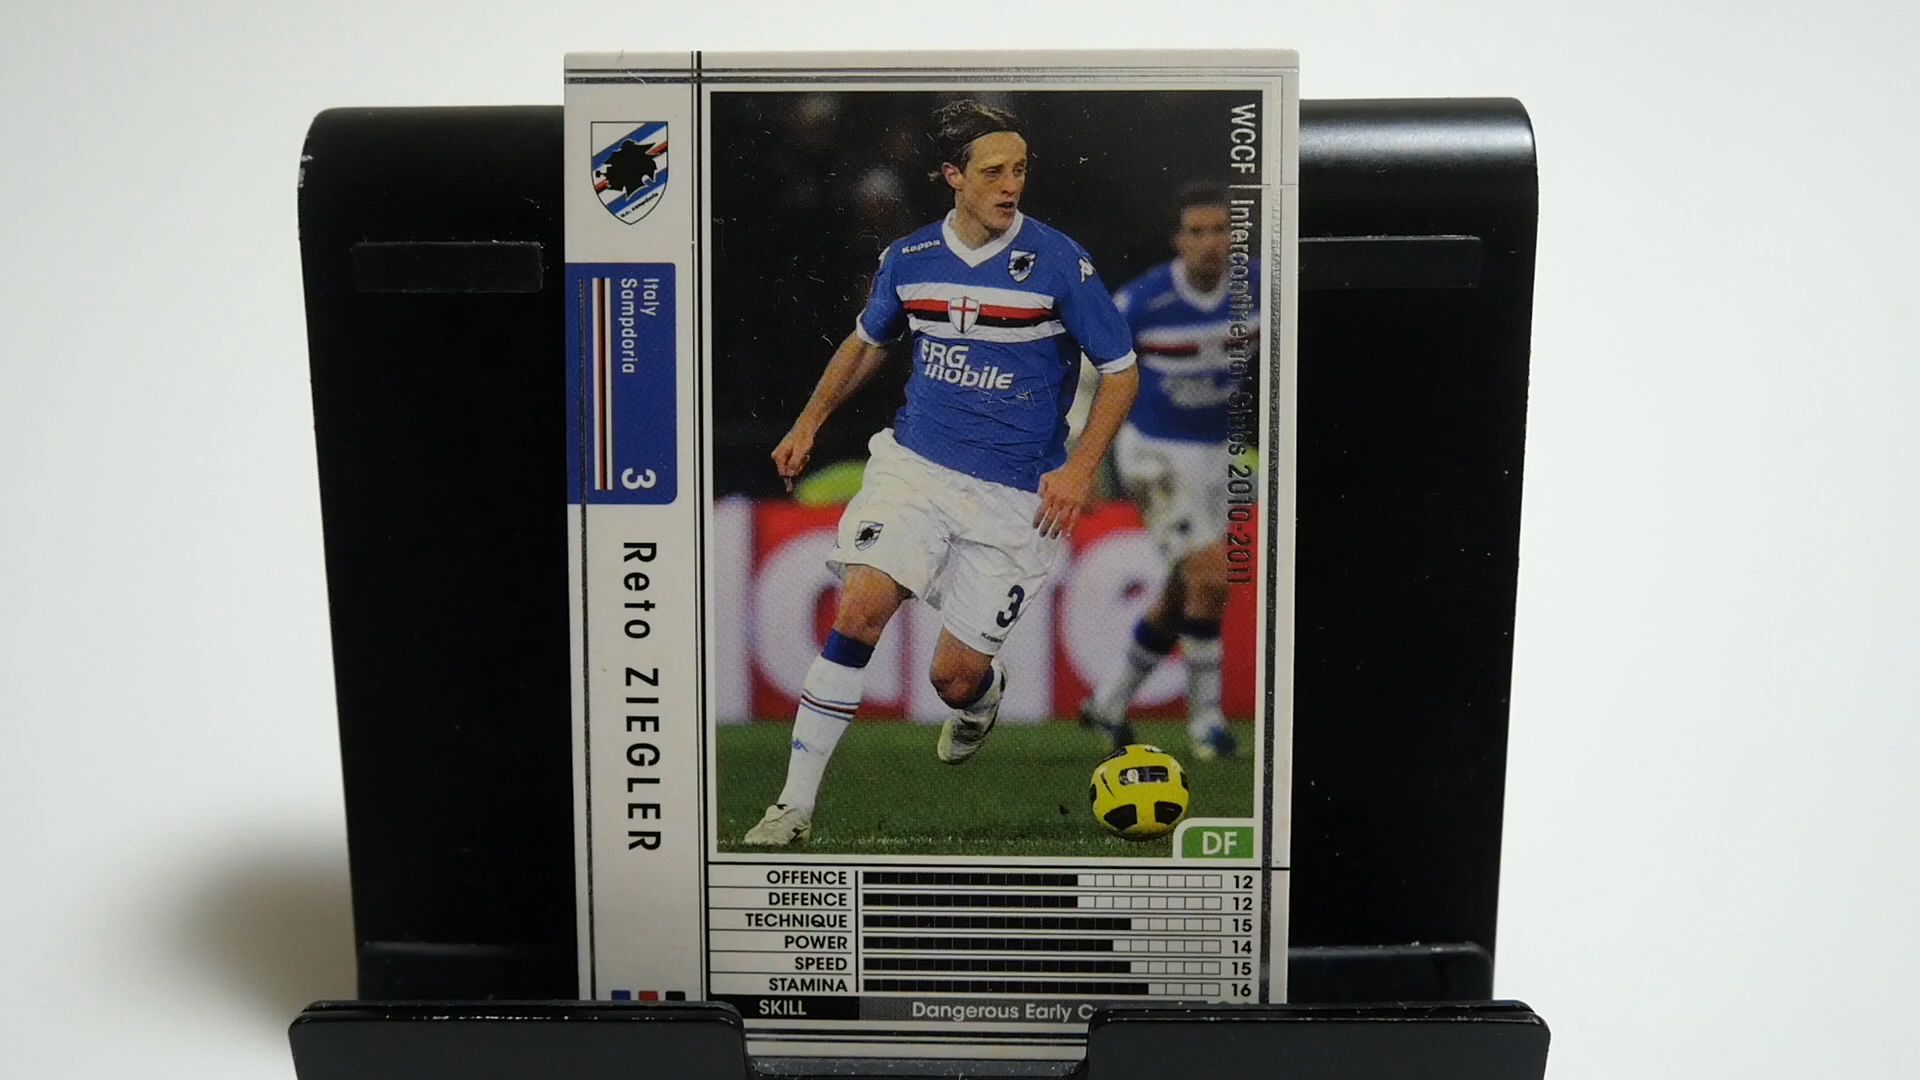 WCCF | Intercontinental Clubs 2010-2011
Italy
Sampdoria
3
Reto ZIEGLER
Kappa
ERG
mobile
3
Kappa
DF
OFFENCE 12
DEFENCE 12
TECHNIQUE 15
POWER 14
SPEED 15
STAMINA 16
SKILL Dangerous Early